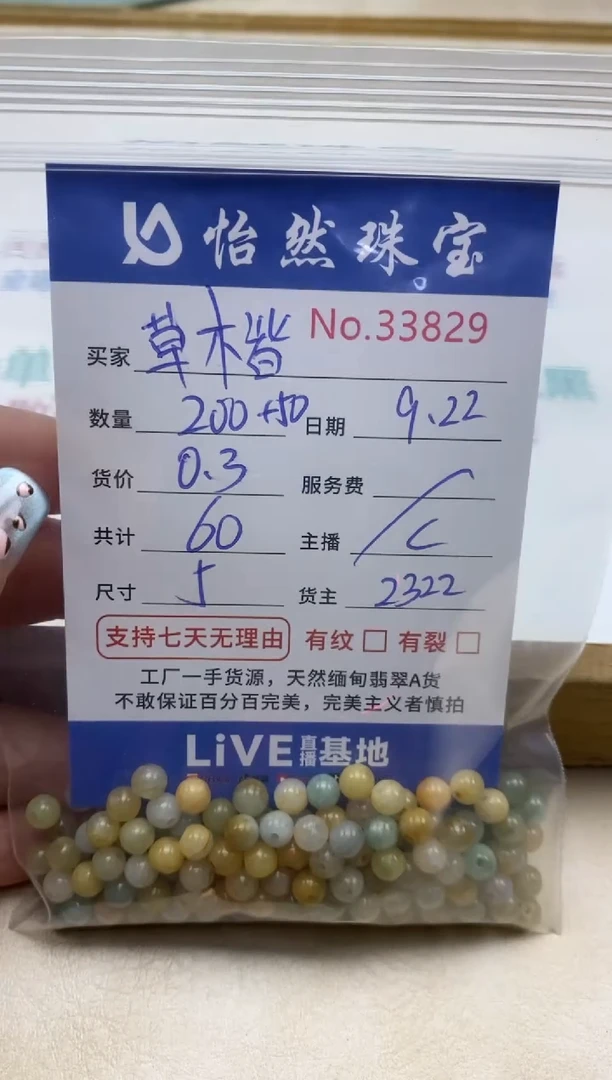 怡然珠宝
No.33829
买家 草木皆
数量 200+50 日期 9.22
货价 0.3 服务费
共计 60 主播 C
尺寸 5 货主 2322
支持七天无理由 有纹 □ 有裂 □
工厂一手货源，天然缅甸翡翠A货
不敢保证百分百完美，完美主义者慎拍
LiVE 直播基地